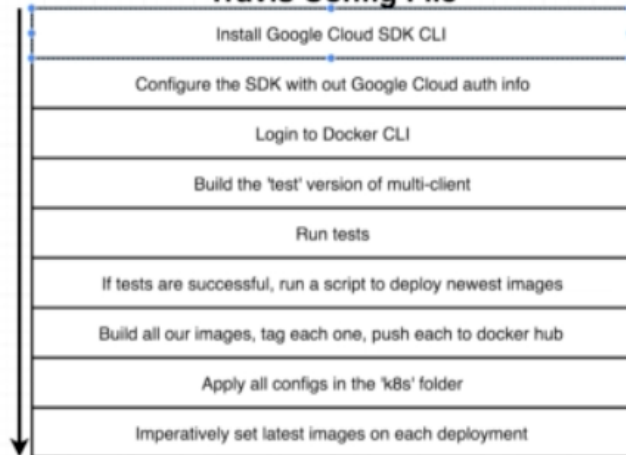 Travis Config File
Install Google Cloud SDK CLI
Configure the SDK with out Google Cloud auth info
Login to Docker CLI
Build the 'test' version of multi-client
Run tests
If tests are successful, run a script to deploy newest images
Build all our images, tag each one, push each to docker hub
Apply all configs in the 'k8s' folder
Imperatively set latest images on each deployment